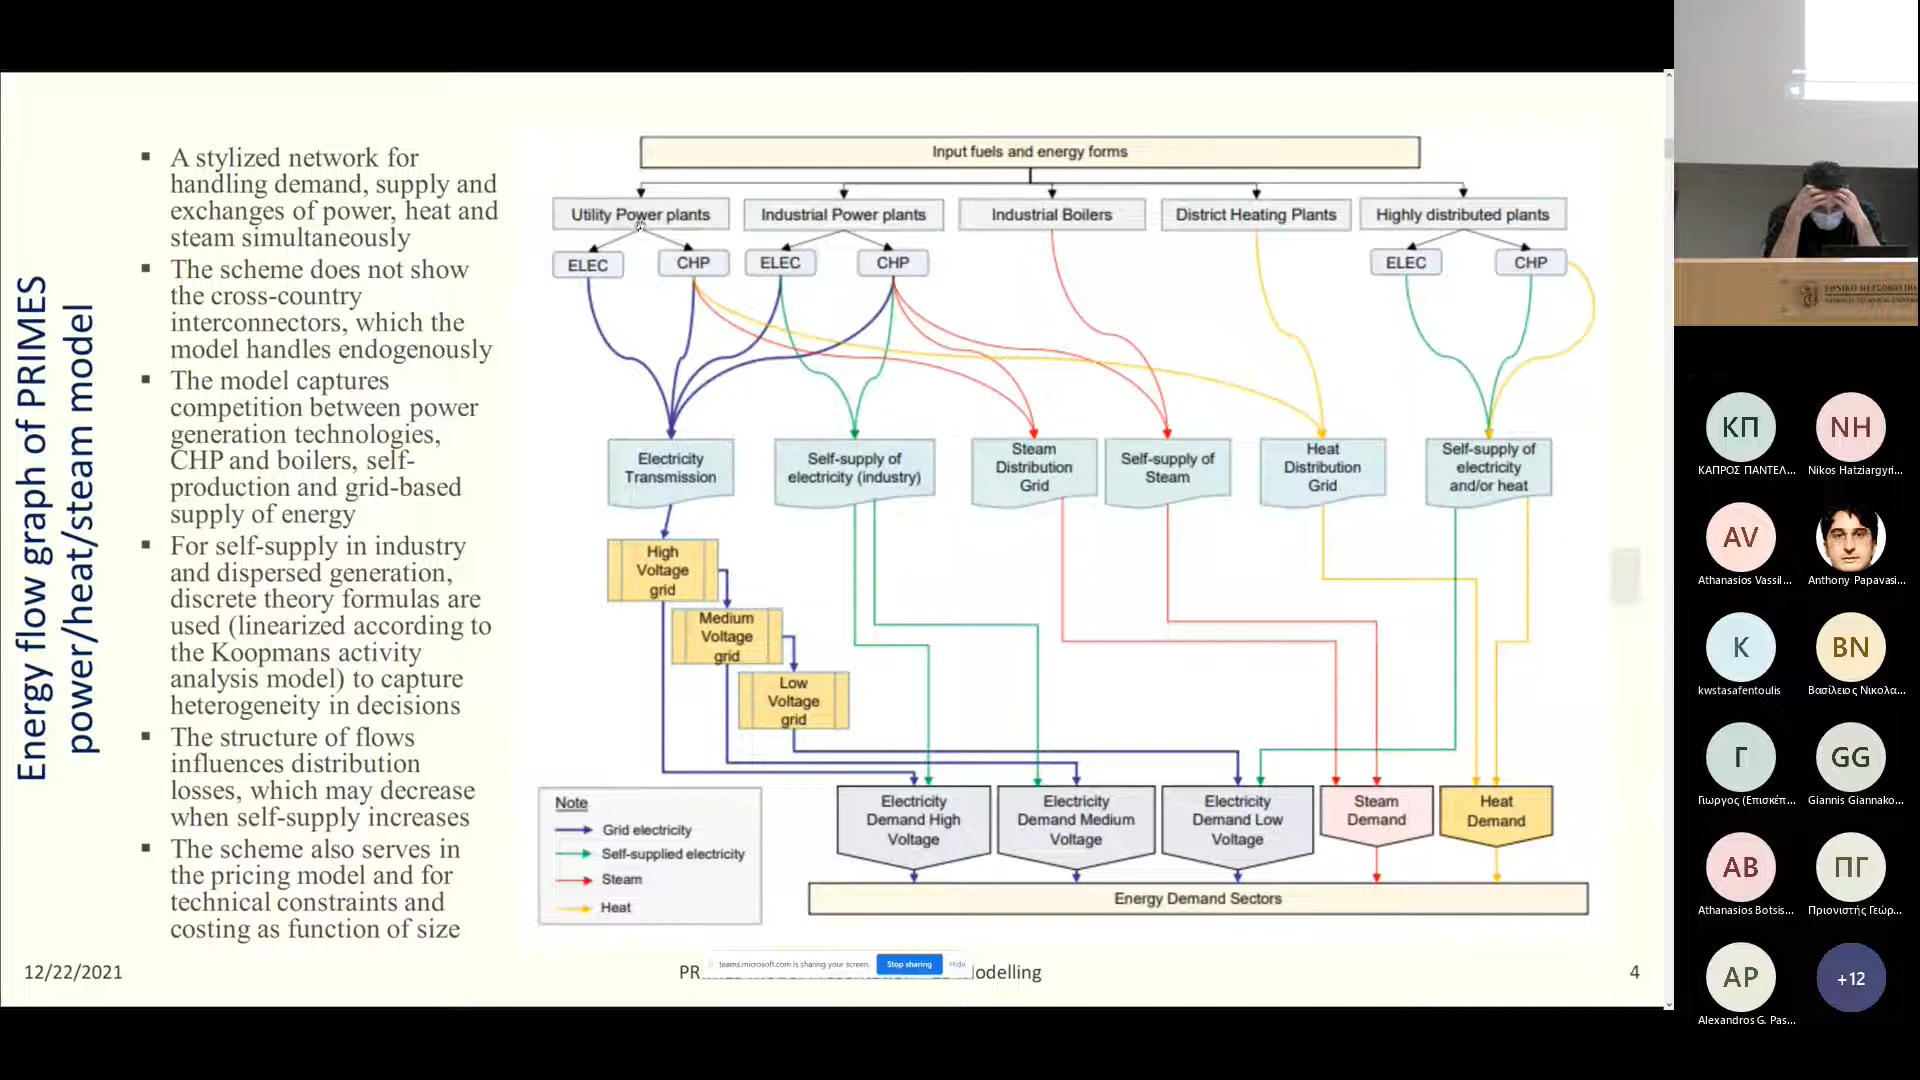 Energy flow graph of PRIMES
power/heat/steam model
▪ A stylized network for
handling demand, supply and
exchanges of power, heat and
steam simultaneously
▪ The scheme does not show
the cross-country
interconnectors, which the
model handles endogenously
▪ The model captures
competition between power
generation technologies,
CHP and boilers, self-
production and grid-based
supply of energy
▪ For self-supply in industry
and dispersed generation,
discrete theory formulas are
used (linearized according to
the Koopmans activity
analysis model) to capture
heterogeneity in decisions
▪ The structure of flows
influences distribution
losses, which may decrease
when self-supply increases
▪ The scheme also serves in
the pricing model and for
technical constraints and
costing as function of size
Input fuels and energy forms
Utility Power plants
Industrial Power plants
Industrial Boilers
District Heating Plants
Highly distributed plants
ELEC
CHP
ELEC
CHP
ELEC
CHP
Electricity
Transmission
Self-supply of
electricity (industry)
Steam
Distribution
Grid
Self-supply of
Steam
Heat
Distribution
Grid
Self-supply of
electricity
and/or heat
High
Voltage
grid
Medium
Voltage
grid
Low
Voltage
grid
Note
Grid electricity
Self-supplied electricity
Steam
Heat
Electricity
Demand High
Voltage
Electricity
Demand Medium
Voltage
Electricity
Demand Low
Voltage
Steam
Demand
Heat
Demand
Energy Demand Sectors
12/22/2021
teams.microsoft.com is sharing your screen.
Stop sharing
Hide
odelling
4
ΚΠ
ΚΑΠΡΟΣ ΠΑΝΤΕΛ...
NH
Nikos Hatziargyri...
AV
Athanasios Vassil...
Anthony Papavasi...
K
kwstasafentoulis
ΒΝ
Βασίλειος Νικολα...
Γ
Γιωργος (Επισκέπ...
GG
Giannis Giannako...
AB
Athanasios Botsis...
ΠΓ
Πριονιστής Γεώρ...
AP
Alexandros G. Pas...
+12